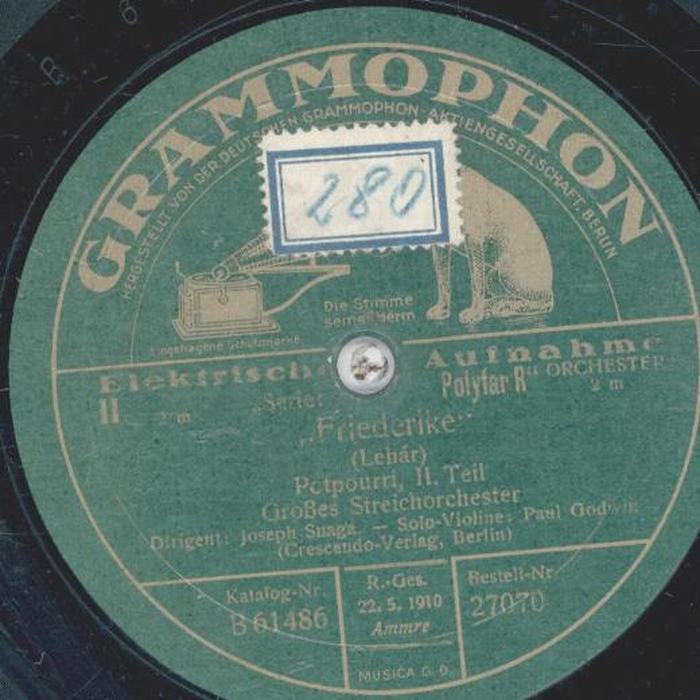 GRAMMOPHON
HERGESTELLT VON DER DEUTSCHEN GRAMMOPHON-AKTIENGESELLSCHAFT, BERLIN
280
Die Stimme
seines Herrn
Eingetragene Schutzmarke
Elektrische Aufnahme
II 2 m „Serie: Polyfar R“ ORCHESTER 2 m
„Friederike“
(Lehár)
Potpourri, II. Teil
Großes Streichorchester
Dirigent: Joseph Snaga. — Solo-Violine: Paul Godwin
(Crescendo-Verlag, Berlin)
Katalog-Nr.
B 61486
R.-Ges.
22. 5. 1910
Ammre
MUSICA G. D.
Bestell-Nr.
27070